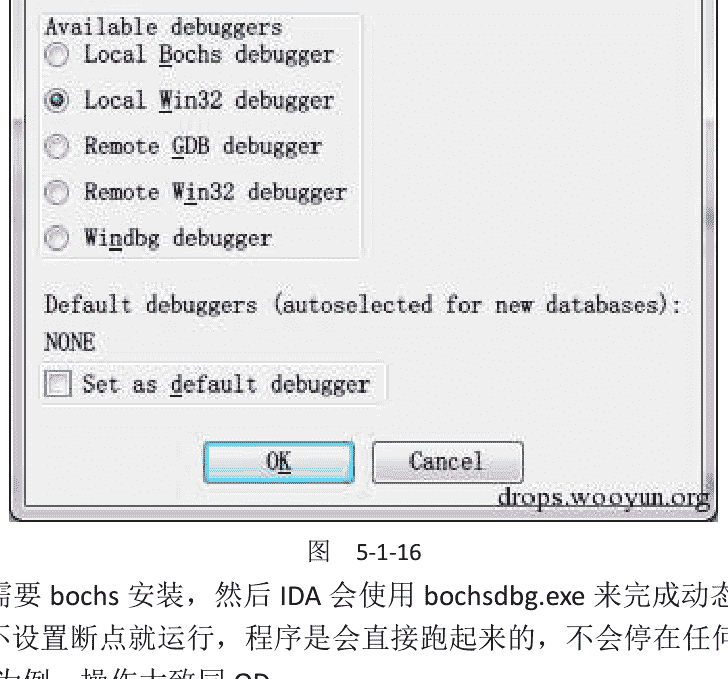 Available debuggers
Local Bochs debugger
Local Win32 debugger
Remote GDB debugger
Remote Win32 debugger
Windbg debugger
Default debuggers (autoselected for new databases):
NONE
Set as default debugger
OK Cancel
drops.wooyun.org
图 5-1-16
需要 bochs 安装，然后 IDA 会使用 bochsdbg.exe 来完成动态
不设置断点就运行，程序是会直接跑起来的，不会停在任何
为例，操作大致同 OD